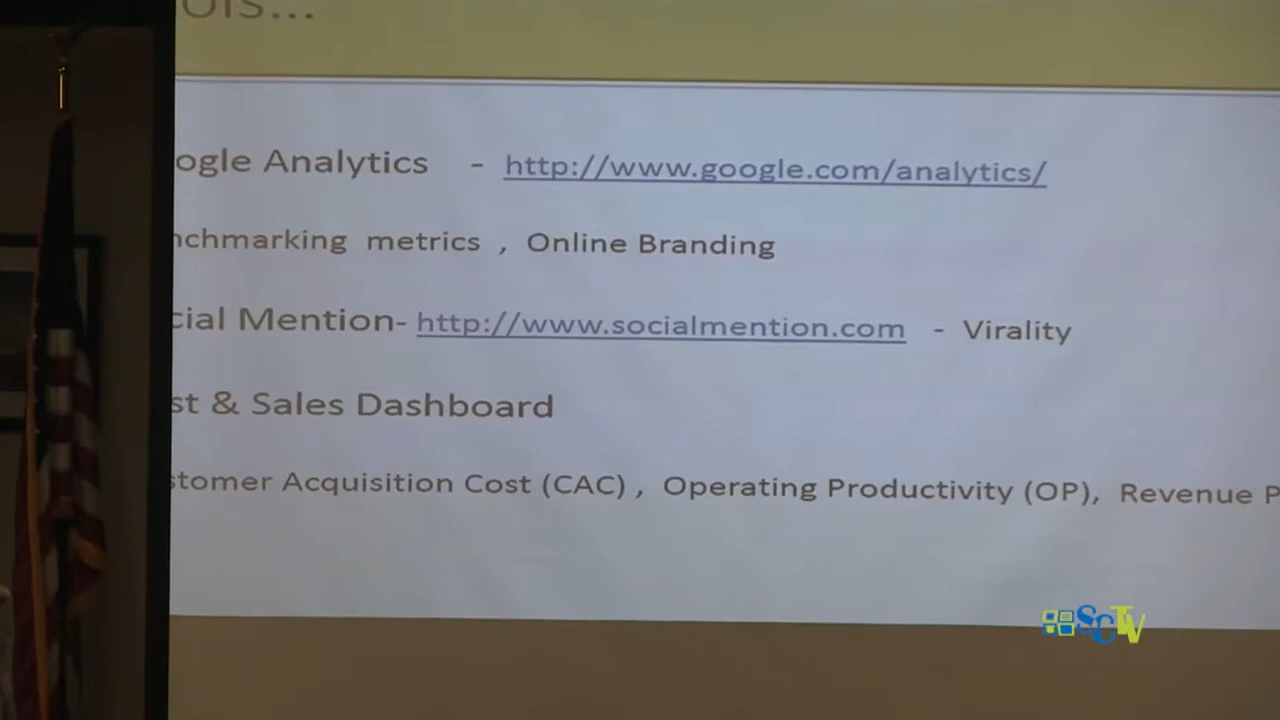 ols...
ogle Analytics - http://www.google.com/analytics/
nchmarking metrics , Online Branding
cial Mention- http://www.socialmention.com - Virality
st & Sales Dashboard
stomer Acquisition Cost (CAC) , Operating Productivity (OP), Revenue P
SCTV